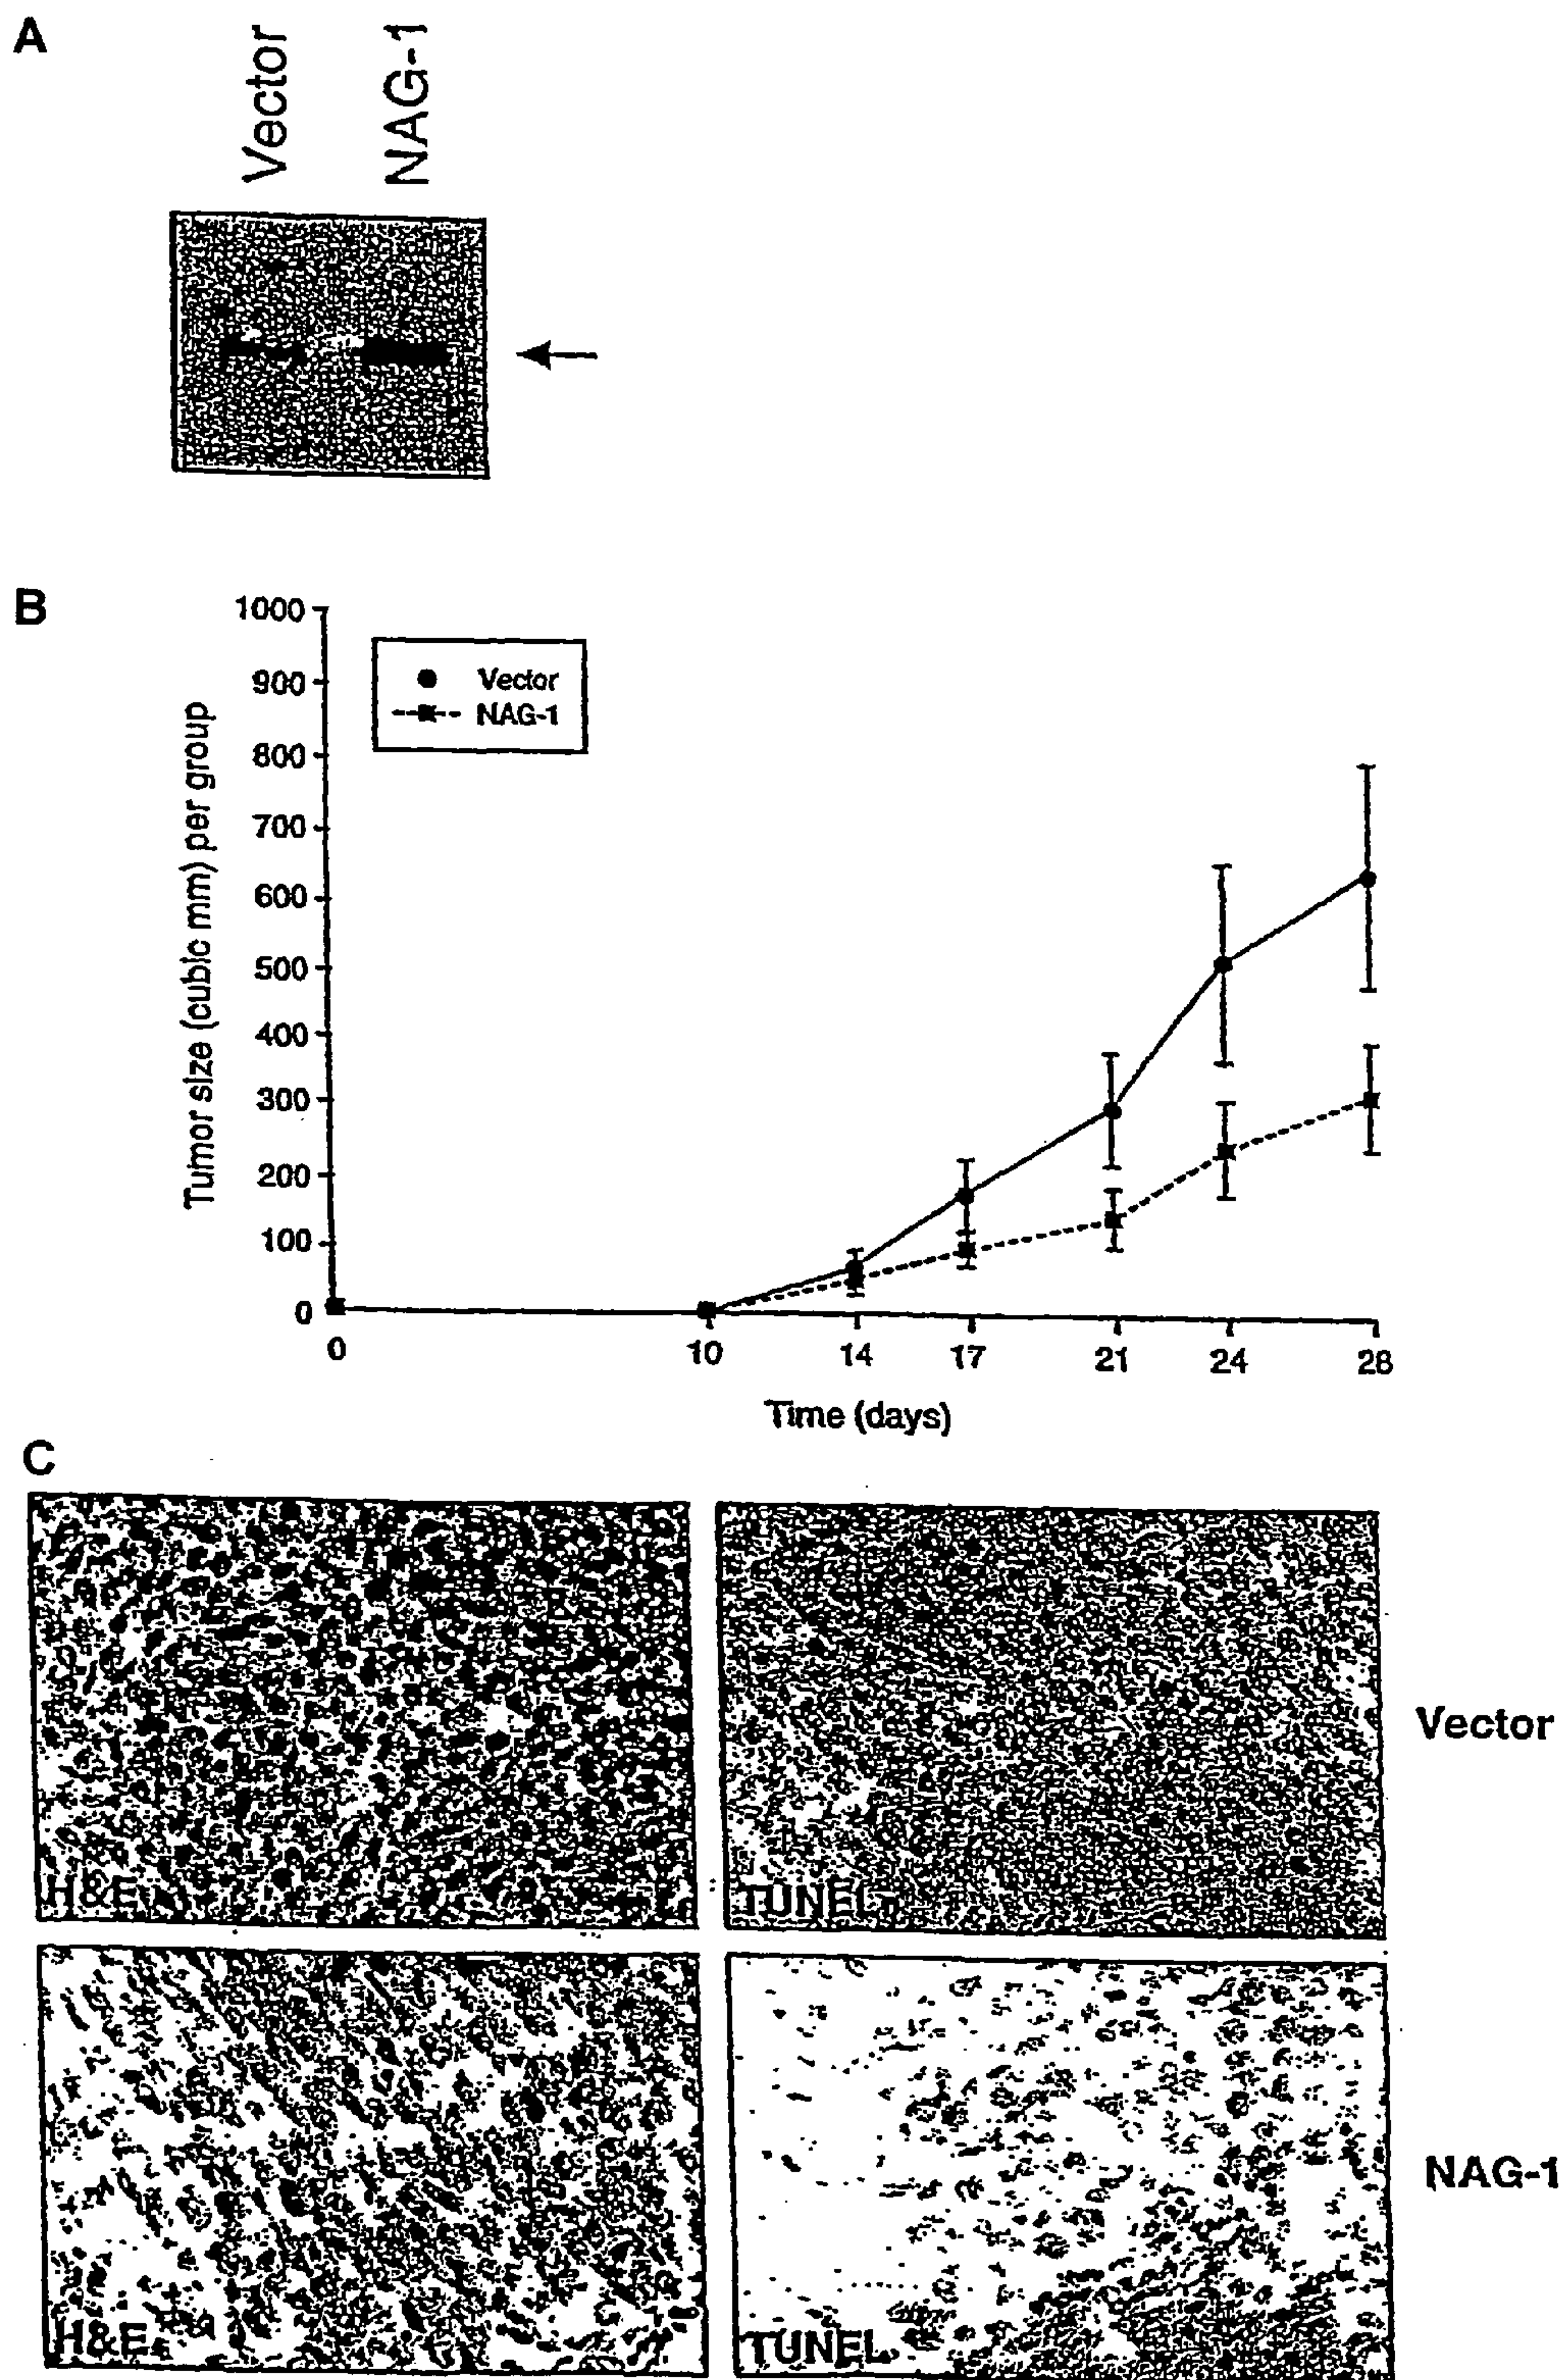 A
Vector
NAG-1
B
1000
900
800
700
600
500
400
300
200
100
0
Tumor size (cubic mm) per group
Vector
NAG-1
0
10
14
17
21
24
28
Time (days)
C
H&E
TUNEL
Vector
H&E
TUNEL
NAG-1